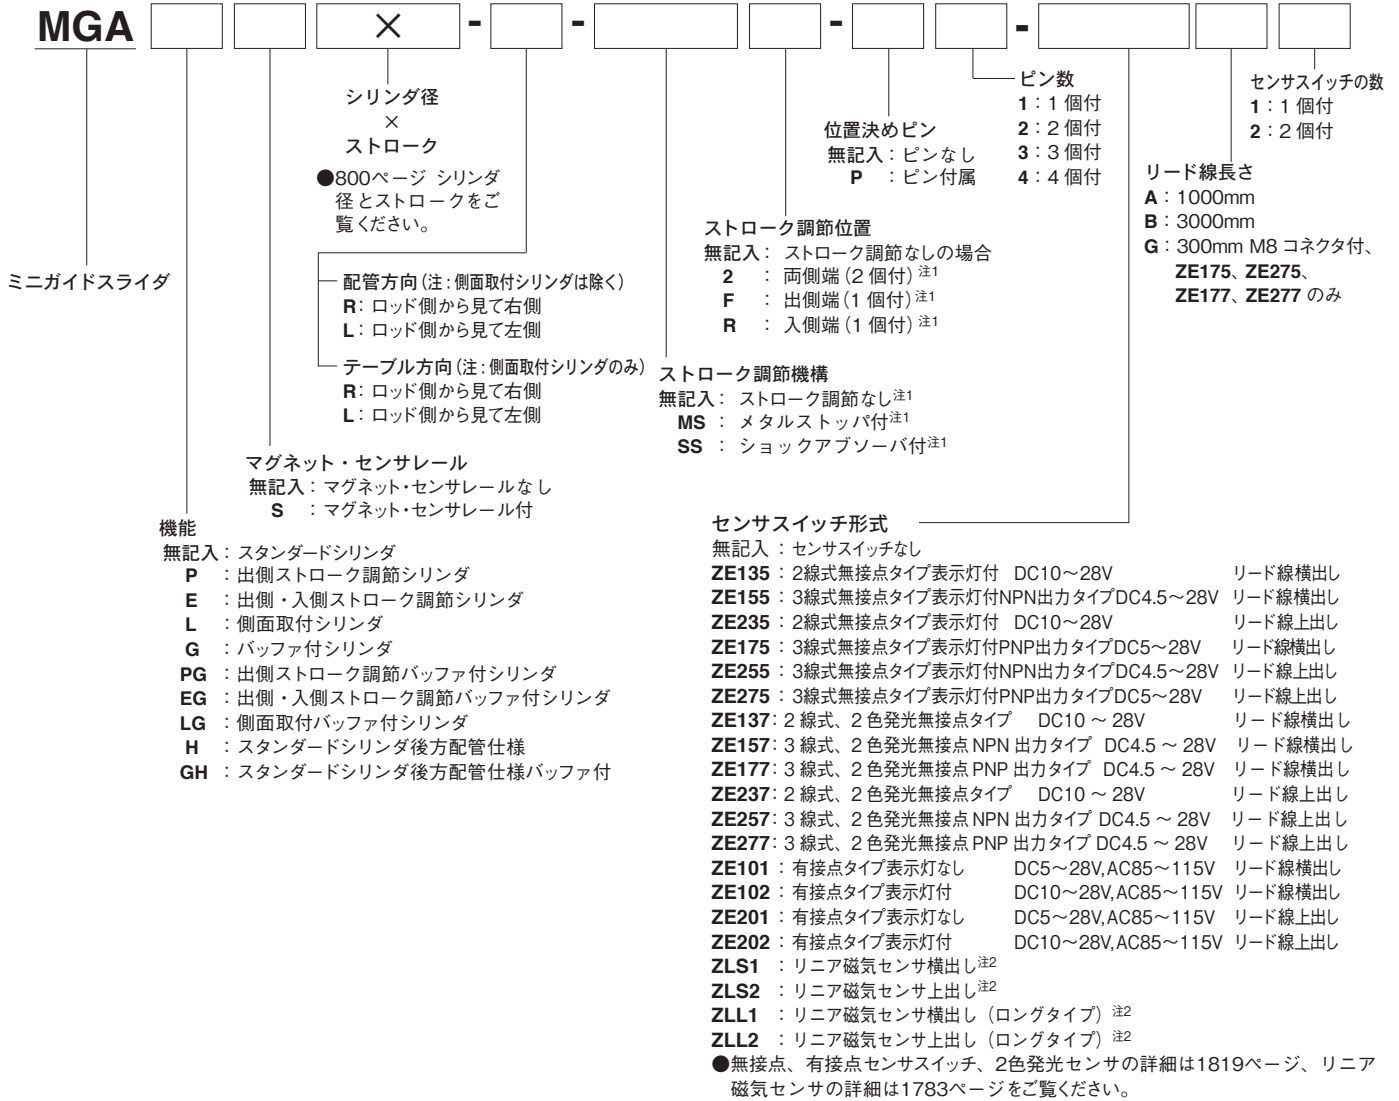 MGA × - - - -
ミニガイドスライダ
シリンダ径
×
ストローク
●800ページ シリンダ
径とストロークをご
覧ください。
配管方向(注:側面取付シリンダは除く)
R:ロッド側から見て右側
L:ロッド側から見て左側
テーブル方向(注:側面取付シリンダのみ)
R:ロッド側から見て右側
L:ロッド側から見て左側
マグネット・センサレール
無記入:マグネット・センサレールなし
S :マグネット・センサレール付
機能
無記入:スタンダードシリンダ
P :出側ストローク調節シリンダ
E :出側・入側ストローク調節シリンダ
L :側面取付シリンダ
G :バッファ付シリンダ
PG :出側ストローク調節バッファ付シリンダ
EG :出側・入側ストローク調節バッファ付シリンダ
LG :側面取付バッファ付シリンダ
H :スタンダードシリンダ後方配管仕様
GH :スタンダードシリンダ後方配管仕様バッファ付
ストローク調節機構
無記入: ストローク調節なし注1
MS : メタルストッパ付注1
SS : ショックアブソーバ付注1
ストローク調節位置
無記入: ストローク調節なしの場合
2 : 両側端(2個付)注1
F : 出側端(1個付)注1
R : 入側端(1個付)注1
位置決めピン
無記入:ピンなし
P :ピン付属
ピン数
1:1個付
2:2個付
3:3個付
4:4個付
センサスイッチの数
1:1個付
2:2個付
リード線長さ
A:1000mm
B:3000mm
G:300mm M8コネクタ付、
ZE175、ZE275、
ZE177、ZE277のみ
センサスイッチ形式
無記入:センサスイッチなし
ZE135:2線式無接点タイプ表示灯付 DC10〜28V リード線横出し
ZE155:3線式無接点タイプ表示灯付NPN出力タイプDC4.5〜28V リード線横出し
ZE235:2線式無接点タイプ表示灯付 DC10〜28V リード線上出し
ZE175:3線式無接点タイプ表示灯付PNP出力タイプDC5〜28V リード線横出し
ZE255:3線式無接点タイプ表示灯付NPN出力タイプDC4.5〜28V リード線上出し
ZE275:3線式無接点タイプ表示灯付PNP出力タイプDC5〜28V リード線上出し
ZE137:2線式、2色発光無接点タイプ DC10 〜 28V リード線横出し
ZE157:3線式、2色発光無接点 NPN 出力タイプ DC4.5 〜 28V リード線横出し
ZE177:3線式、2色発光無接点 PNP 出力タイプ DC4.5 〜 28V リード線横出し
ZE237:2線式、2色発光無接点タイプ DC10 〜 28V リード線上出し
ZE257:3線式、2色発光無接点 NPN 出力タイプ DC4.5 〜 28V リード線上出し
ZE277:3線式、2色発光無接点 PNP 出力タイプ DC4.5 〜 28V リード線上出し
ZE101:有接点タイプ表示灯なし DC5〜28V,AC85〜115V リード線横出し
ZE102:有接点タイプ表示灯付 DC10〜28V,AC85〜115V リード線横出し
ZE201:有接点タイプ表示灯なし DC5〜28V,AC85〜115V リード線上出し
ZE202:有接点タイプ表示灯付 DC10〜28V,AC85〜115V リード線上出し
ZLS1 :リニア磁気センサ横出し注2
ZLS2 :リニア磁気センサ上出し注2
ZLL1 :リニア磁気センサ横出し(ロングタイプ)注2
ZLL2 :リニア磁気センサ上出し(ロングタイプ)注2
●無接点、有接点センサスイッチ、2色発光センサの詳細は1819ページ、リニア
磁気センサの詳細は1783ページをご覧ください。